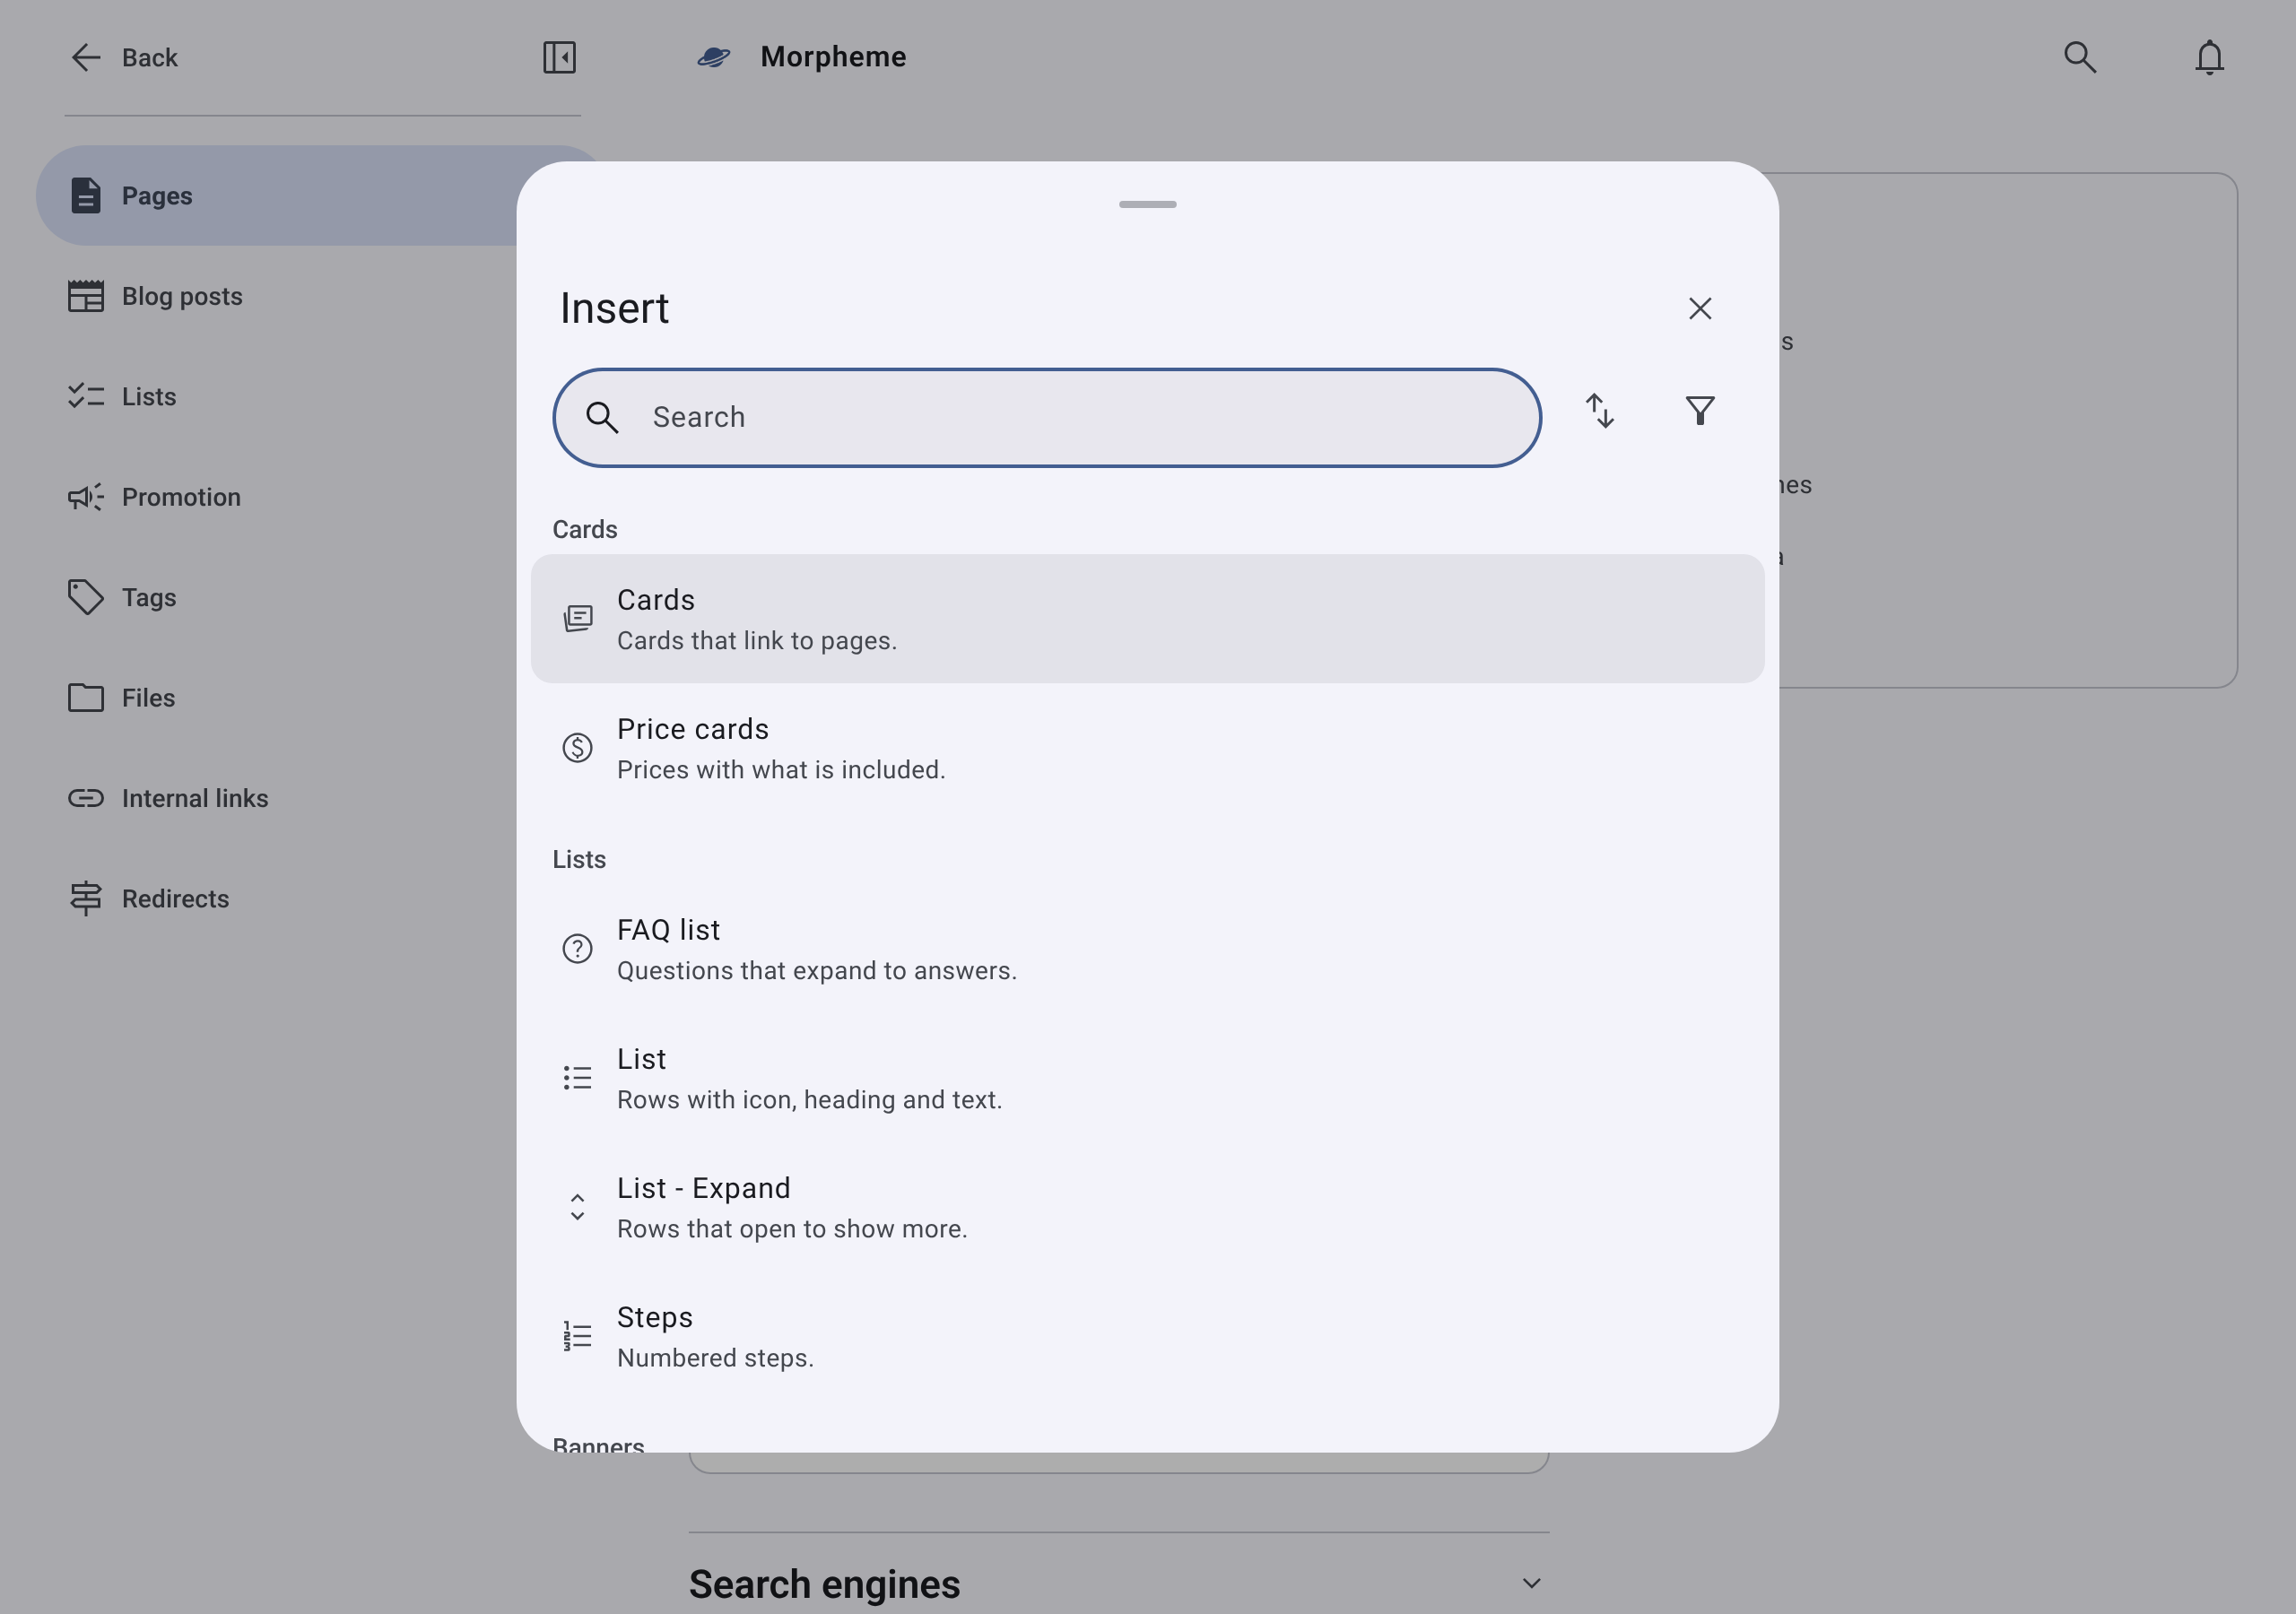 Back
Morpheme
Pages
Blog posts
Lists
Promotion
Tags
Files
Internal links
Redirects
Insert
Search
Cards
Cards
Cards that link to pages.
Price cards
Prices with what is included.
Lists
FAQ list
Questions that expand to answers.
List
Rows with icon, heading and text.
List - Expand
Rows that open to show more.
Steps
Numbered steps.
Banners
Search engines